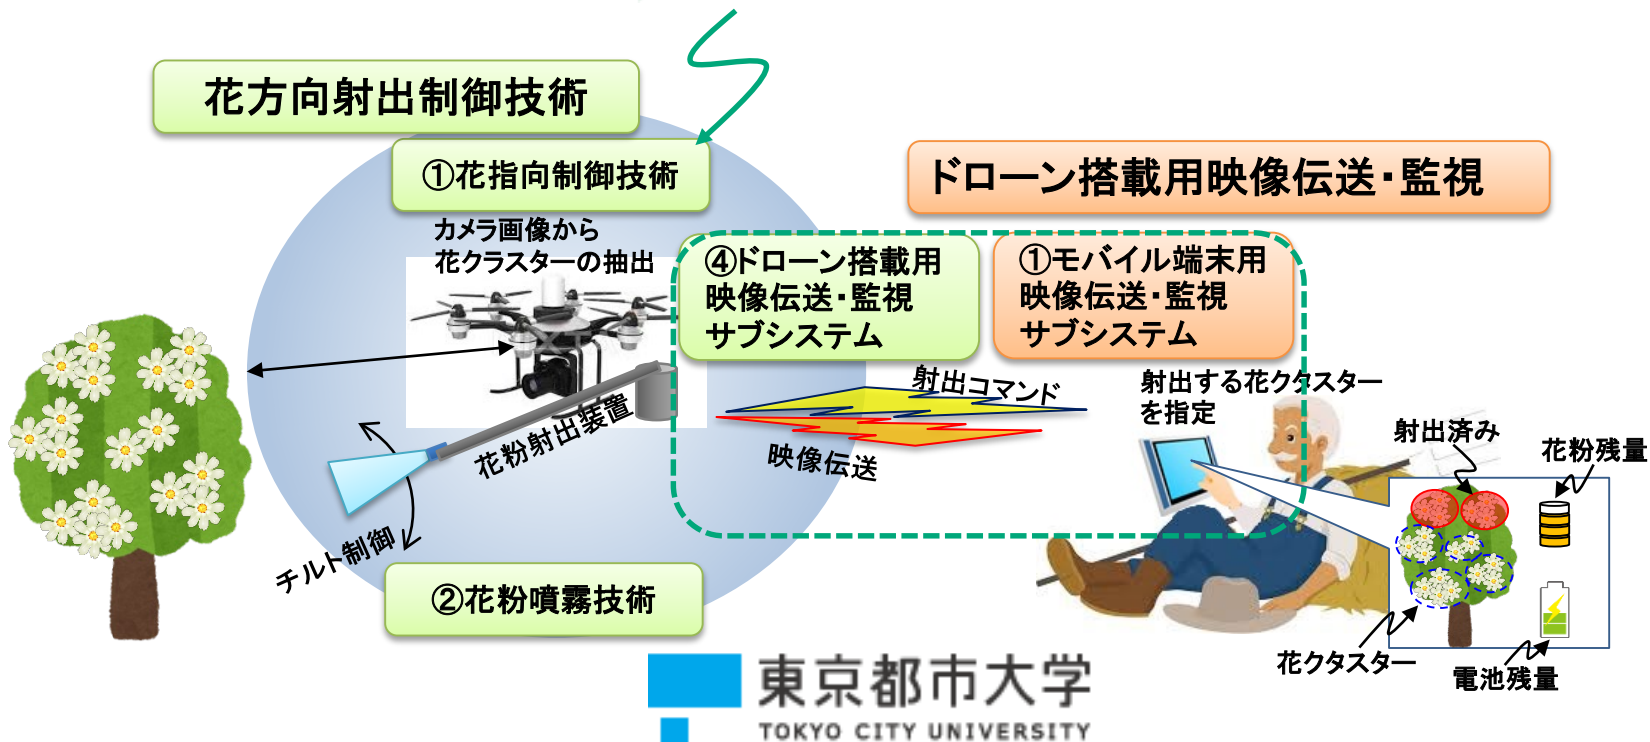 花方向射出制御技術
①花指向制御技術
カメラ画像から
花クラスターの抽出
ドローン搭載用映像伝送・監視
④ドローン搭載用
映像伝送・監視
サブシステム
①モバイル端末用
映像伝送・監視
サブシステム
射出コマンド
映像伝送
花粉射出装置
チルト制御
②花粉噴霧技術
射出する花クタスター
を指定
射出済み
花粉残量
花クタスター
電池残量
東京都市大学
TOKYO CITY UNIVERSITY